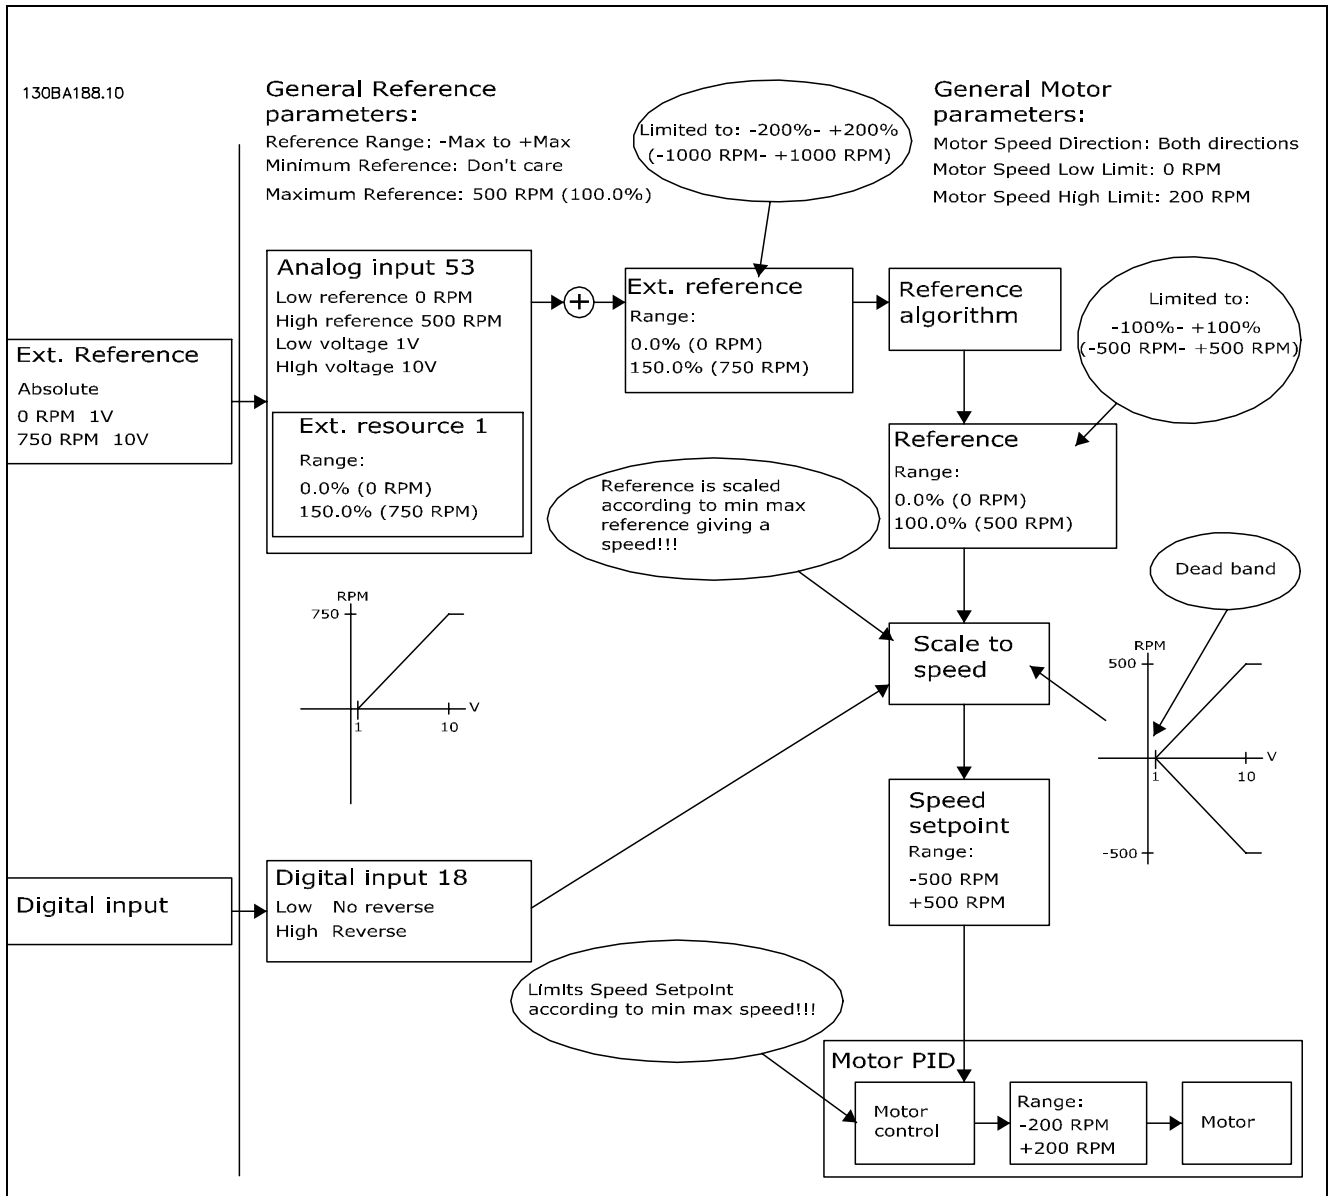 130BA188.10
General Reference
parameters:
Reference Range: -Max to +Max
Minimum Reference: Don't care
Maximum Reference: 500 RPM (100.0%)
Limited to: -200%- +200%
(-1000 RPM- +1000 RPM)
General Motor
parameters:
Motor Speed Direction: Both directions
Motor Speed Low Limit: 0 RPM
Motor Speed High Limit: 200 RPM
Ext. Reference
Absolute
0 RPM 1V
750 RPM 10V
Analog input 53
Low reference 0 RPM
High reference 500 RPM
Low voltage 1V
High voltage 10V
Ext. resource 1
Range:
0.0% (0 RPM)
150.0% (750 RPM)
+
Ext. reference
Range:
0.0% (0 RPM)
150.0% (750 RPM)
Reference
algorithm
Limited to:
-100%- +100%
(-500 RPM- +500 RPM)
Reference
Range:
0.0% (0 RPM)
100.0% (500 RPM)
Reference is scaled
according to min max
reference giving a
speed!!!
Dead band
RPM
750
V
1
10
Scale to
speed
RPM
500
V
1
10
-500
Speed
setpoint
Range:
-500 RPM
+500 RPM
Digital input
Digital input 18
Low No reverse
High Reverse
Limits Speed Setpoint
according to min max speed!!!
Motor PID
Motor
control
Range:
-200 RPM
+200 RPM
Motor